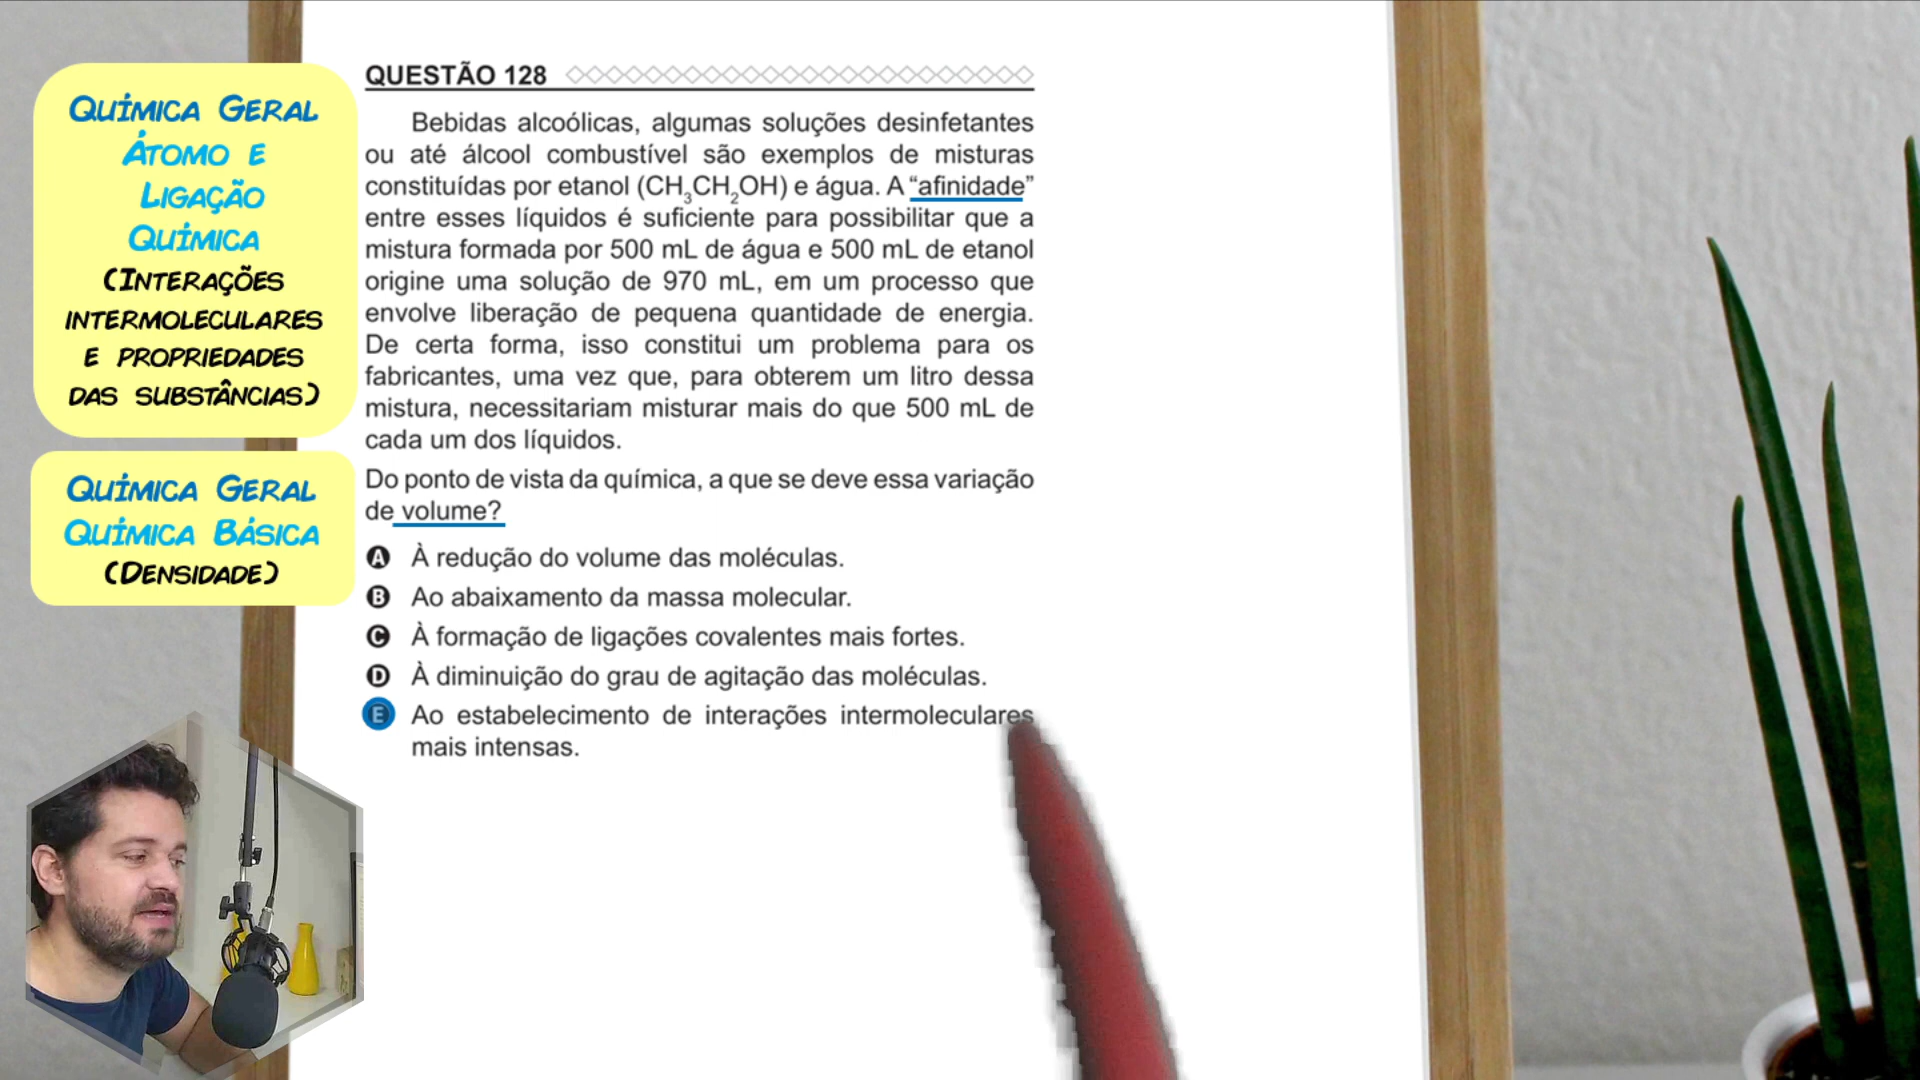 QUÍMICA GERAL
ÁTOMO E
LIGAÇÃO
QUÍMICA
(INTERAÇÕES
INTERMOLECULARES
E PROPRIEDADES
DAS SUBSTÂNCIAS)
QUÍMICA GERAL
QUÍMICA BÁSICA
(DENSIDADE)
QUESTÃO 128
Bebidas alcoólicas, algumas soluções desinfetantes
ou até álcool combustível são exemplos de misturas
constituídas por etanol (CH₃CH₂OH) e água. A “afinidade”
entre esses líquidos é suficiente para possibilitar que a
mistura formada por 500 mL de água e 500 mL de etanol
origine uma solução de 970 mL, em um processo que
envolve liberação de pequena quantidade de energia.
De certa forma, isso constitui um problema para os
fabricantes, uma vez que, para obterem um litro dessa
mistura, necessitariam misturar mais do que 500 mL de
cada um dos líquidos.
Do ponto de vista da química, a que se deve essa variação
de volume?
A À redução do volume das moléculas.
B Ao abaixamento da massa molecular.
C À formação de ligações covalentes mais fortes.
D À diminuição do grau de agitação das moléculas.
E Ao estabelecimento de interações intermoleculares
mais intensas.